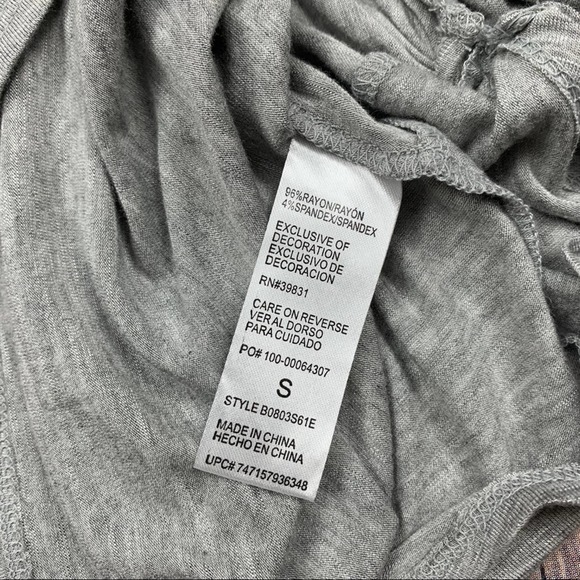 96%RAYON/RAYÓN
4%SPANDEX/SPANDEX
EXCLUSIVE OF
DECORATION
EXCLUSIVO DE
DECORACION
RN#39831
CARE ON REVERSE
VER AL DORSO
PARA CUIDADO
PO# 100-00064307
S
STYLE B0803S61E
MADE IN CHINA
HECHO EN CHINA
UPC# 747157936348